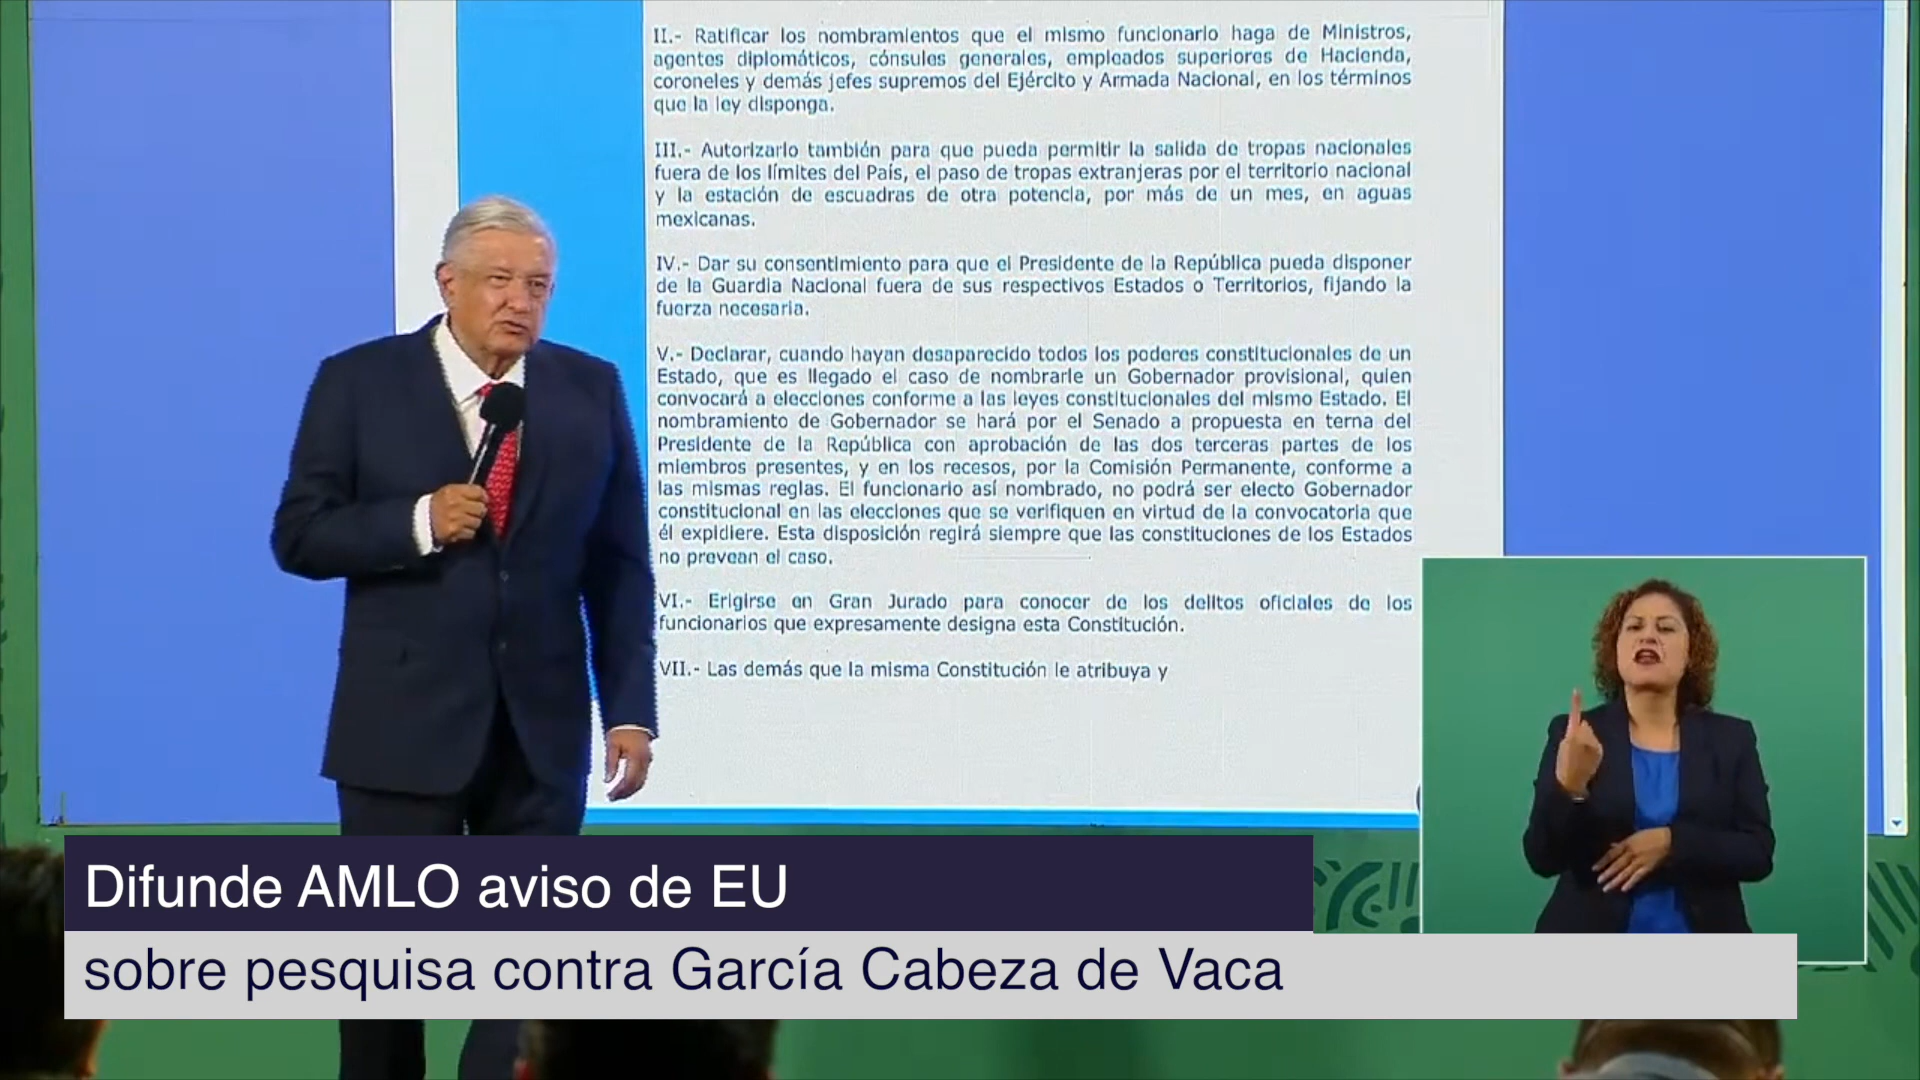 II.- Ratificar los nombramientos que el mismo funcionario haga de Ministros,
agentes diplomáticos, cónsules generales, empleados superiores de Hacienda,
coroneles y demás jefes supremos del Ejército y Armada Nacional, en los términos
que la ley disponga.
III.- Autorizarlo también para que pueda permitir la salida de tropas nacionales
fuera de los límites del País, el paso de tropas extranjeras por el territorio nacional
y la estación de escuadras de otra potencia, por más de un mes, en aguas
mexicanas.
IV.- Dar su consentimiento para que el Presidente de la República pueda disponer
de la Guardia Nacional fuera de sus respectivos Estados o Territorios, fijando la
fuerza necesaria.
V.- Declarar, cuando hayan desaparecido todos los poderes constitucionales de un
Estado, que es llegado el caso de nombrarle un Gobernador provisional, quien
convocará a elecciones conforme a las leyes constitucionales del mismo Estado. El
nombramiento de Gobernador se hará por el Senado a propuesta en terna del
Presidente de la República con aprobación de las dos terceras partes de los
miembros presentes, y en los recesos, por la Comisión Permanente, conforme a
las mismas reglas. El funcionario así nombrado, no podrá ser electo Gobernador
constitucional en las elecciones que se verifiquen en virtud de la convocatoria que
él expidiere. Esta disposición regirá siempre que las constituciones de los Estados
no prevean el caso.
VI.- Erigirse en Gran Jurado para conocer de los delitos oficiales de los
funcionarios que expresamente designa esta Constitución.
VII.- Las demás que la misma Constitución le atribuya y
Difunde AMLO aviso de EU
sobre pesquisa contra García Cabeza de Vaca